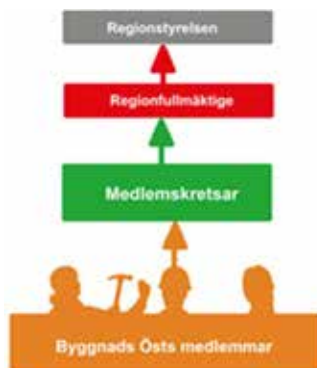 Regionstyrelsen
Regionfullmäktige
Medlemskretsar
Byggnads Östs medlemmar